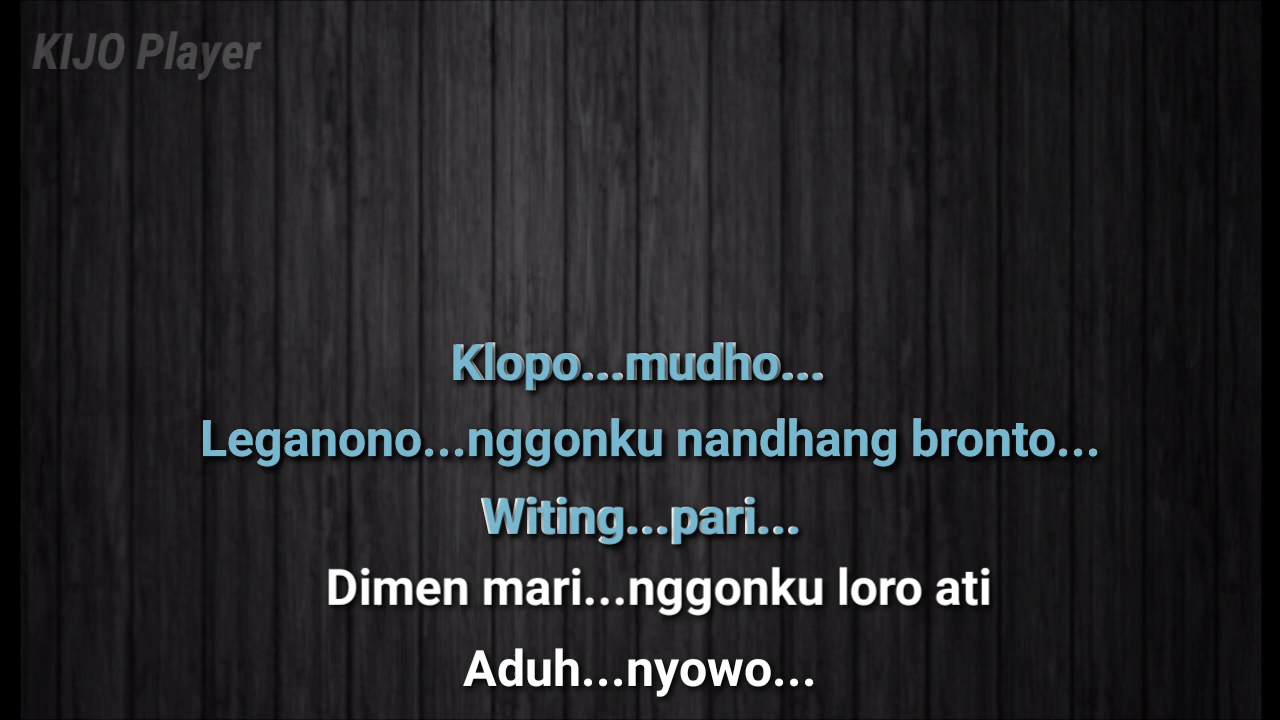 KIJO Player
Klopo...mudho...
Leganono...nggonku nandhang bronto...
Witing...pari...
Dimen mari...nggonku loro ati
Aduh...nyowo...